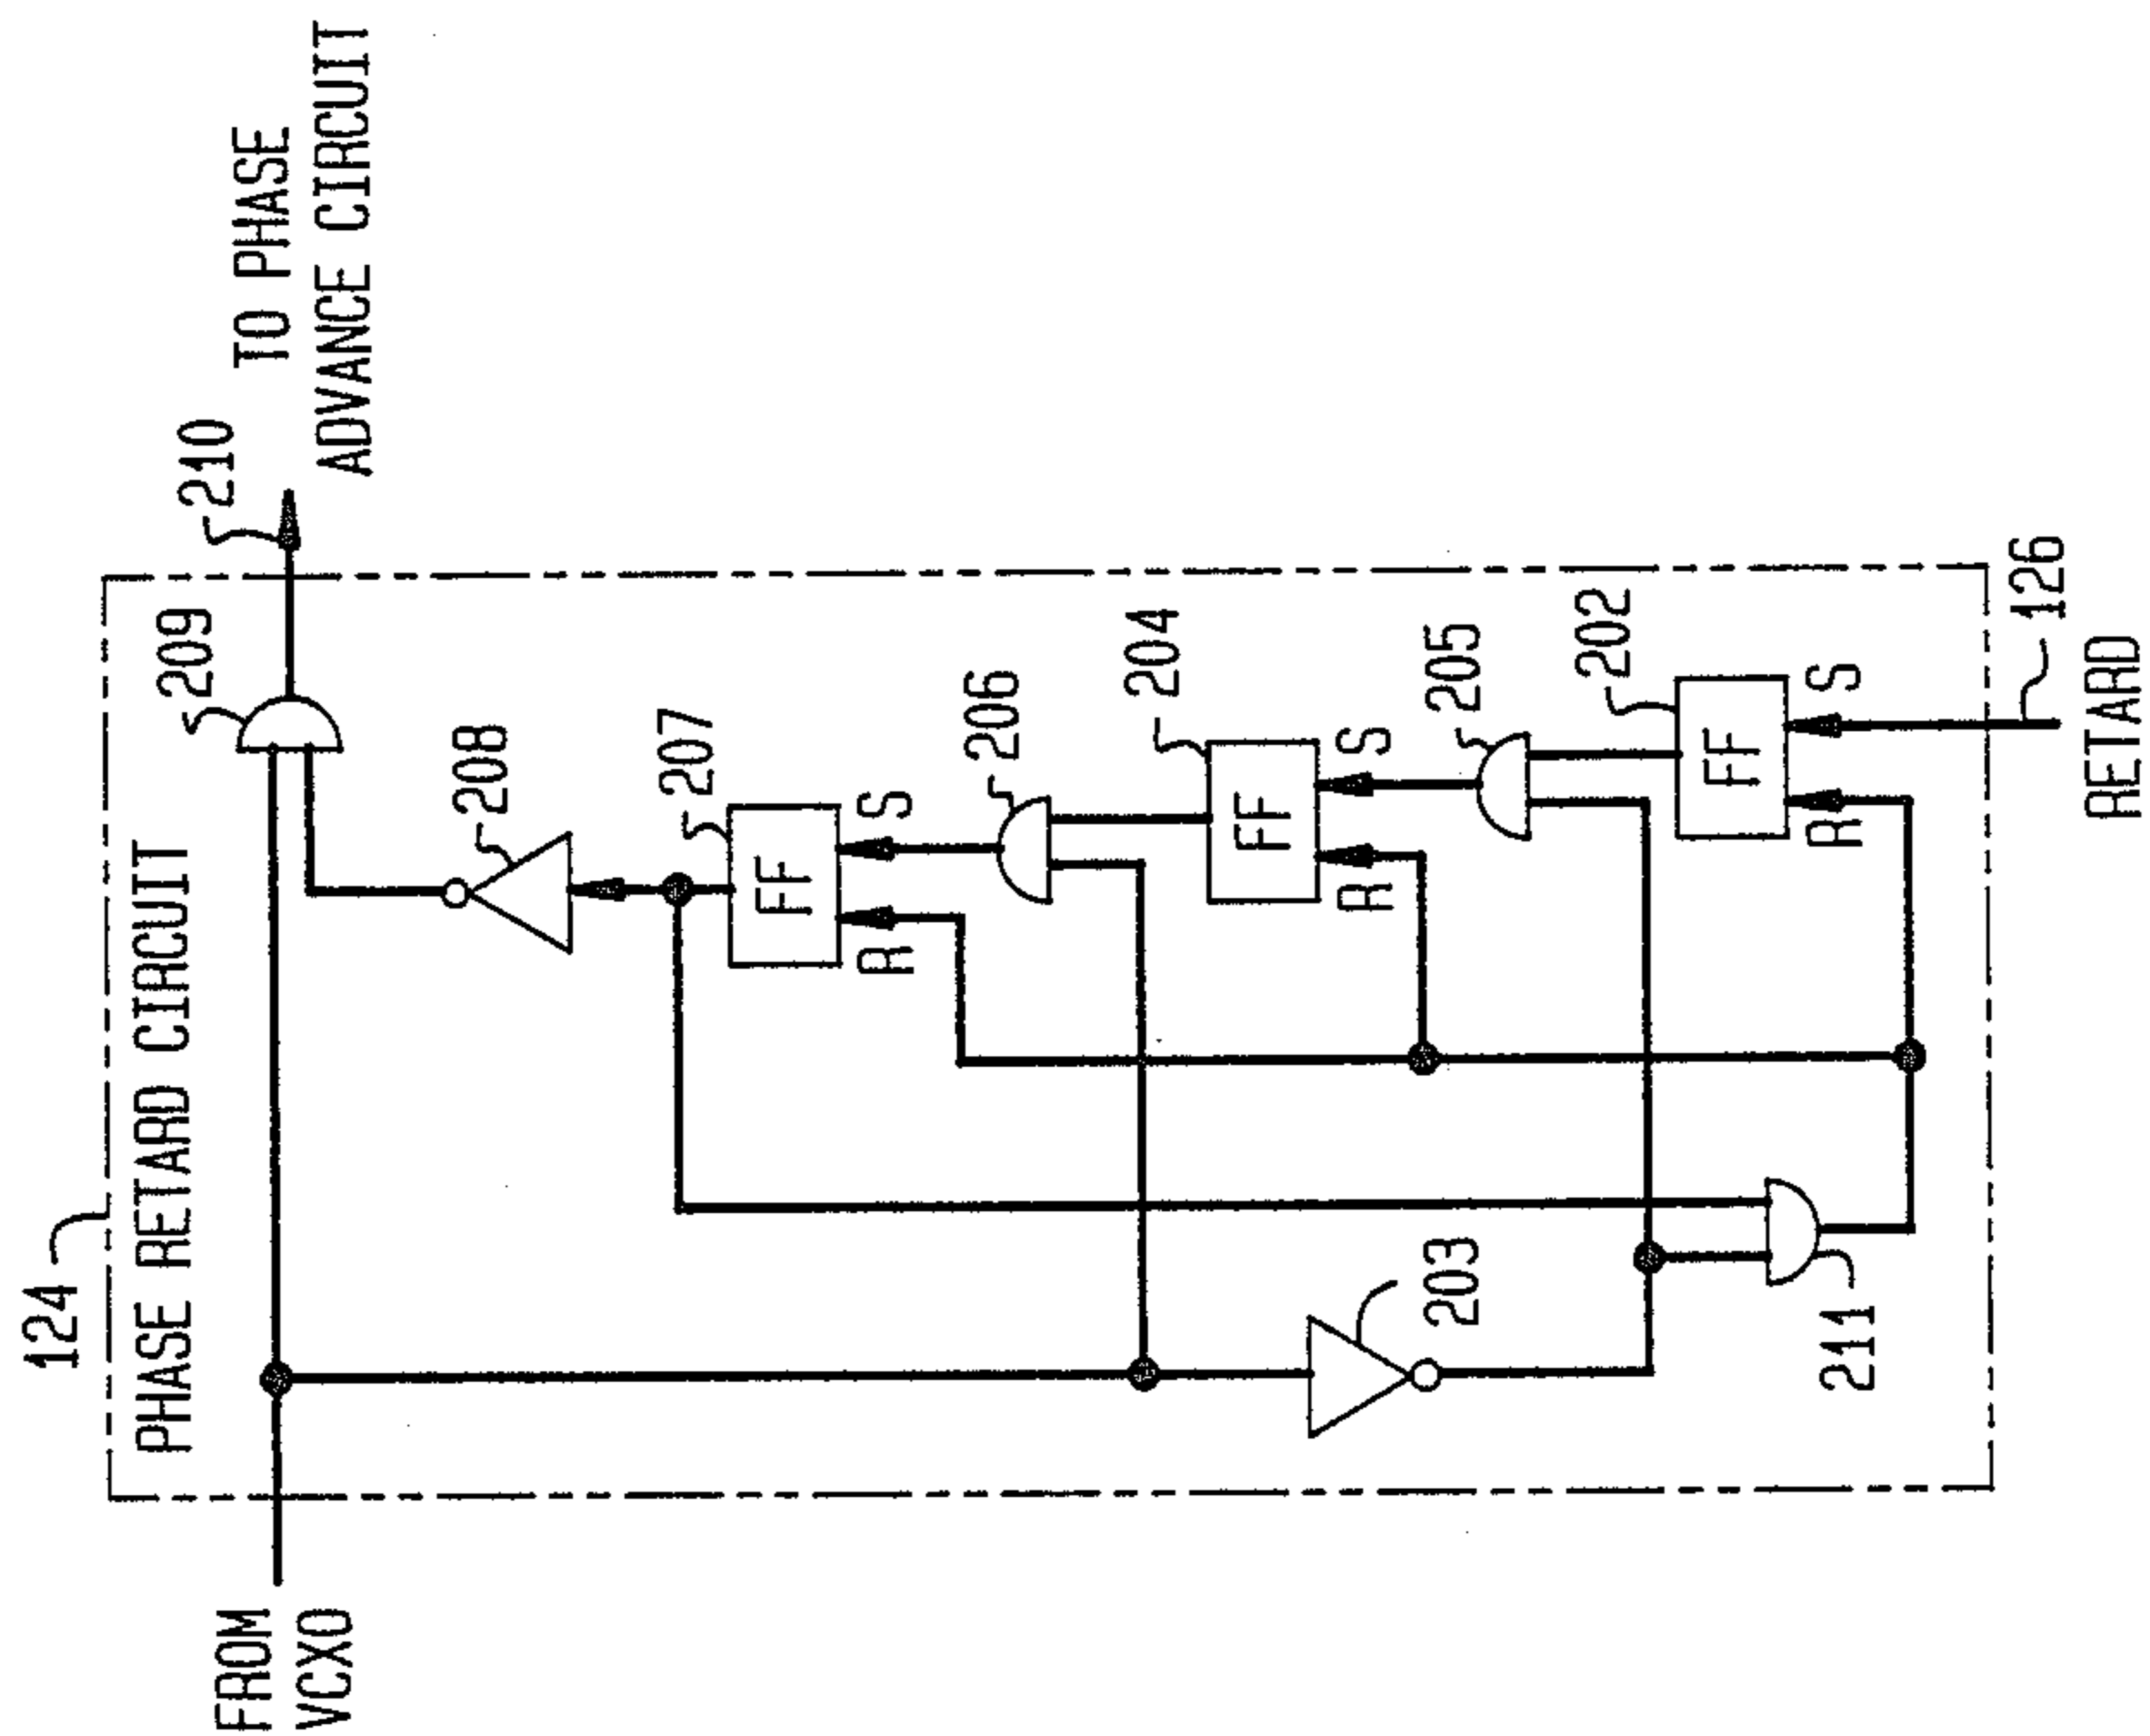 124
PHASE RETARD CIRCUIT
FROM
VCXO
209
210
TO PHASE
ADVANCE CIRCUIT
208
207
FF
R
S
206
204
FF
R
S
203
205
202
FF
R
S
211
126
RETARD